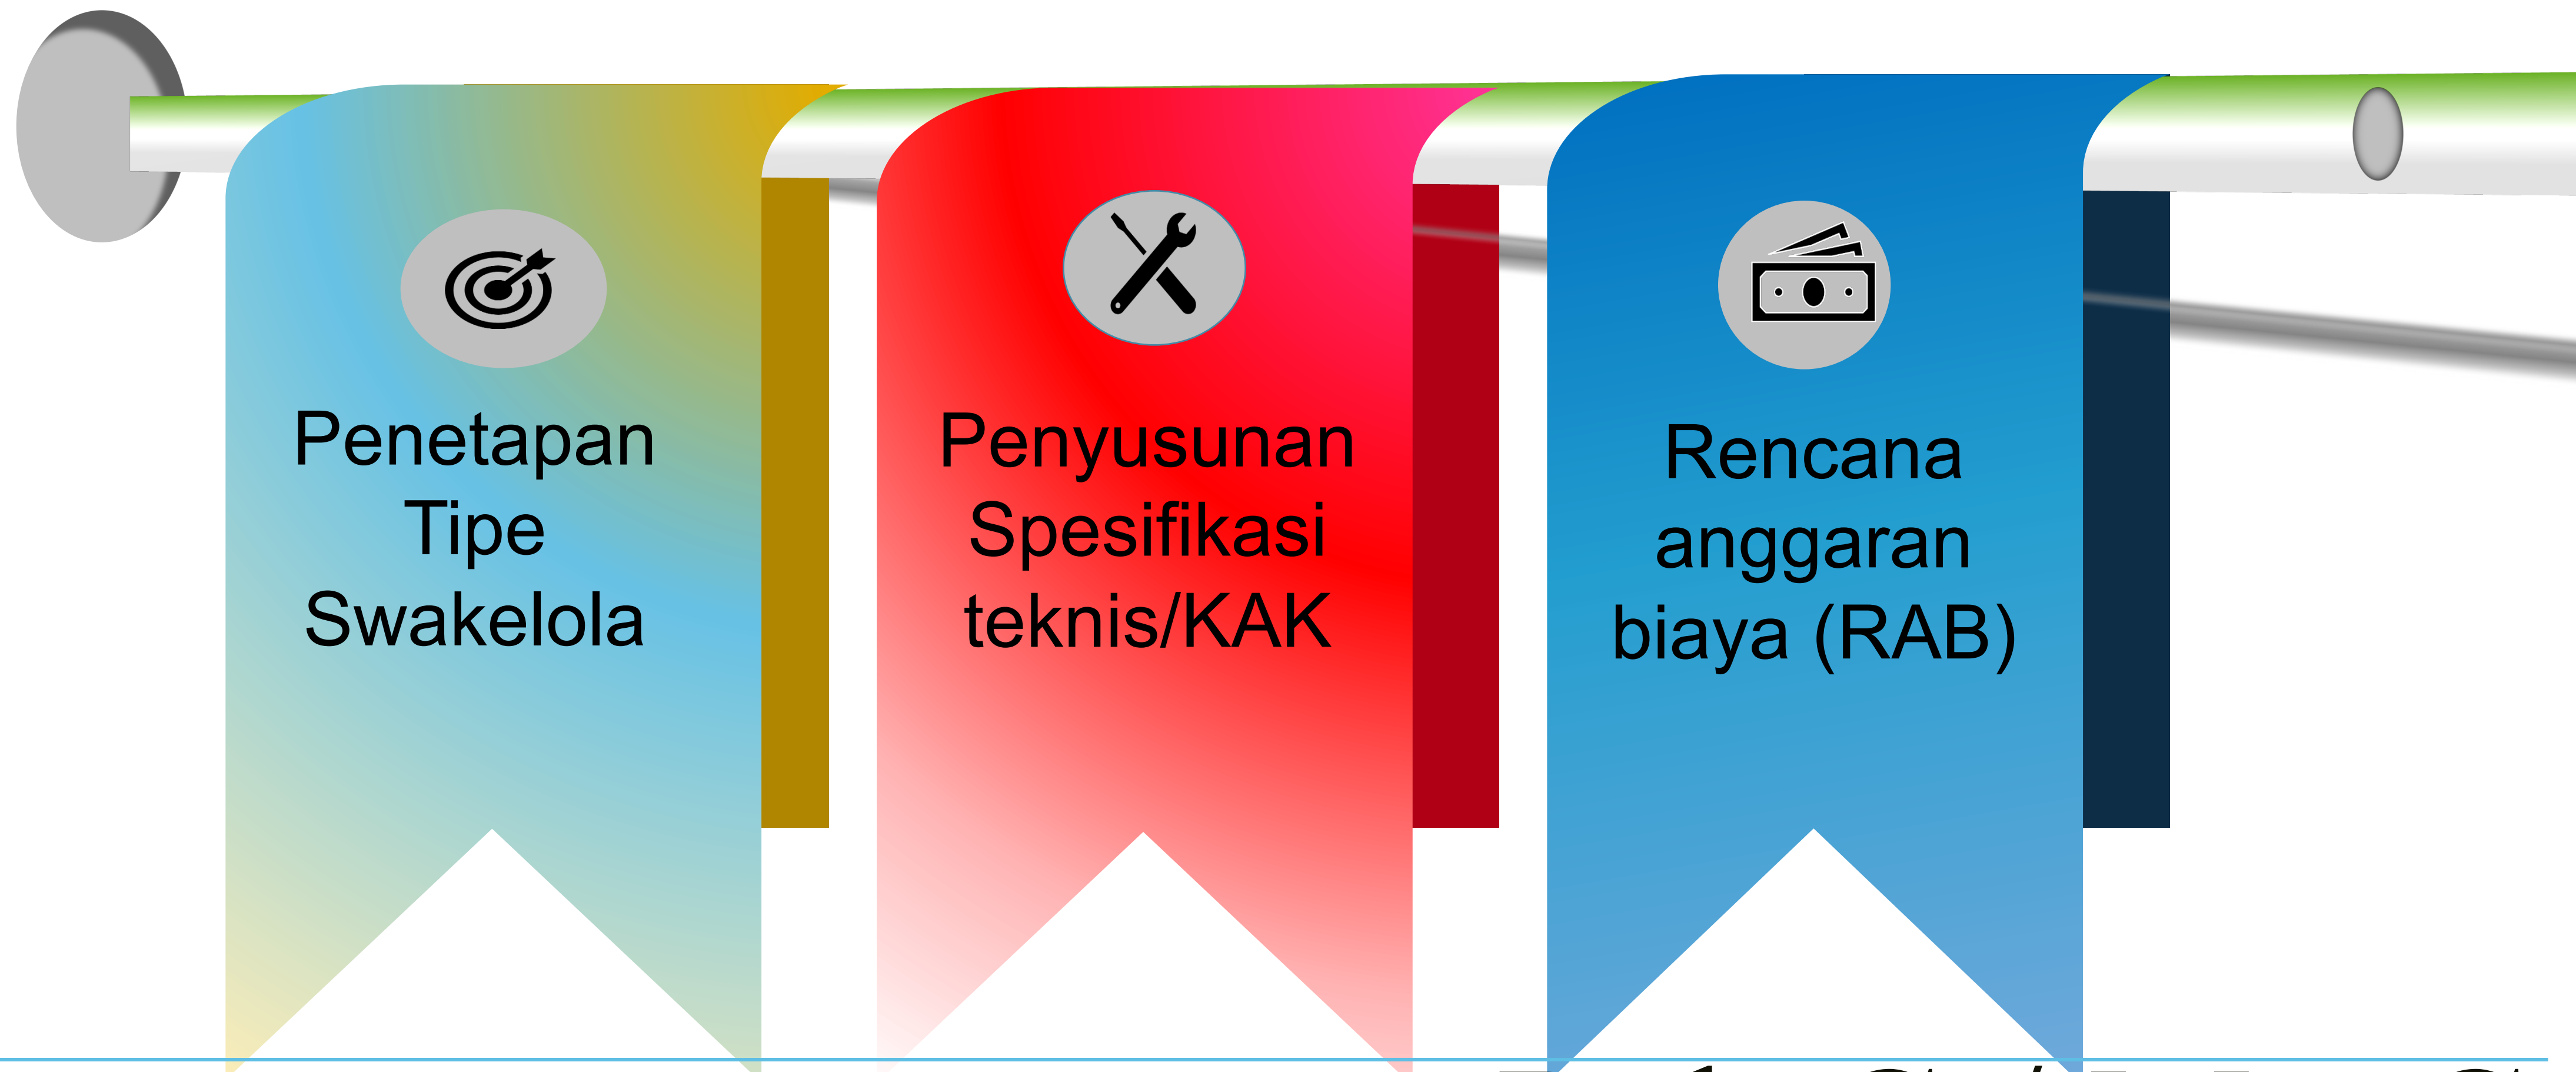 Penetapan
Tipe
Swakelola
Penyusunan
Spesifikasi
teknis/KAK
Rencana
anggaran
biaya (RAB)